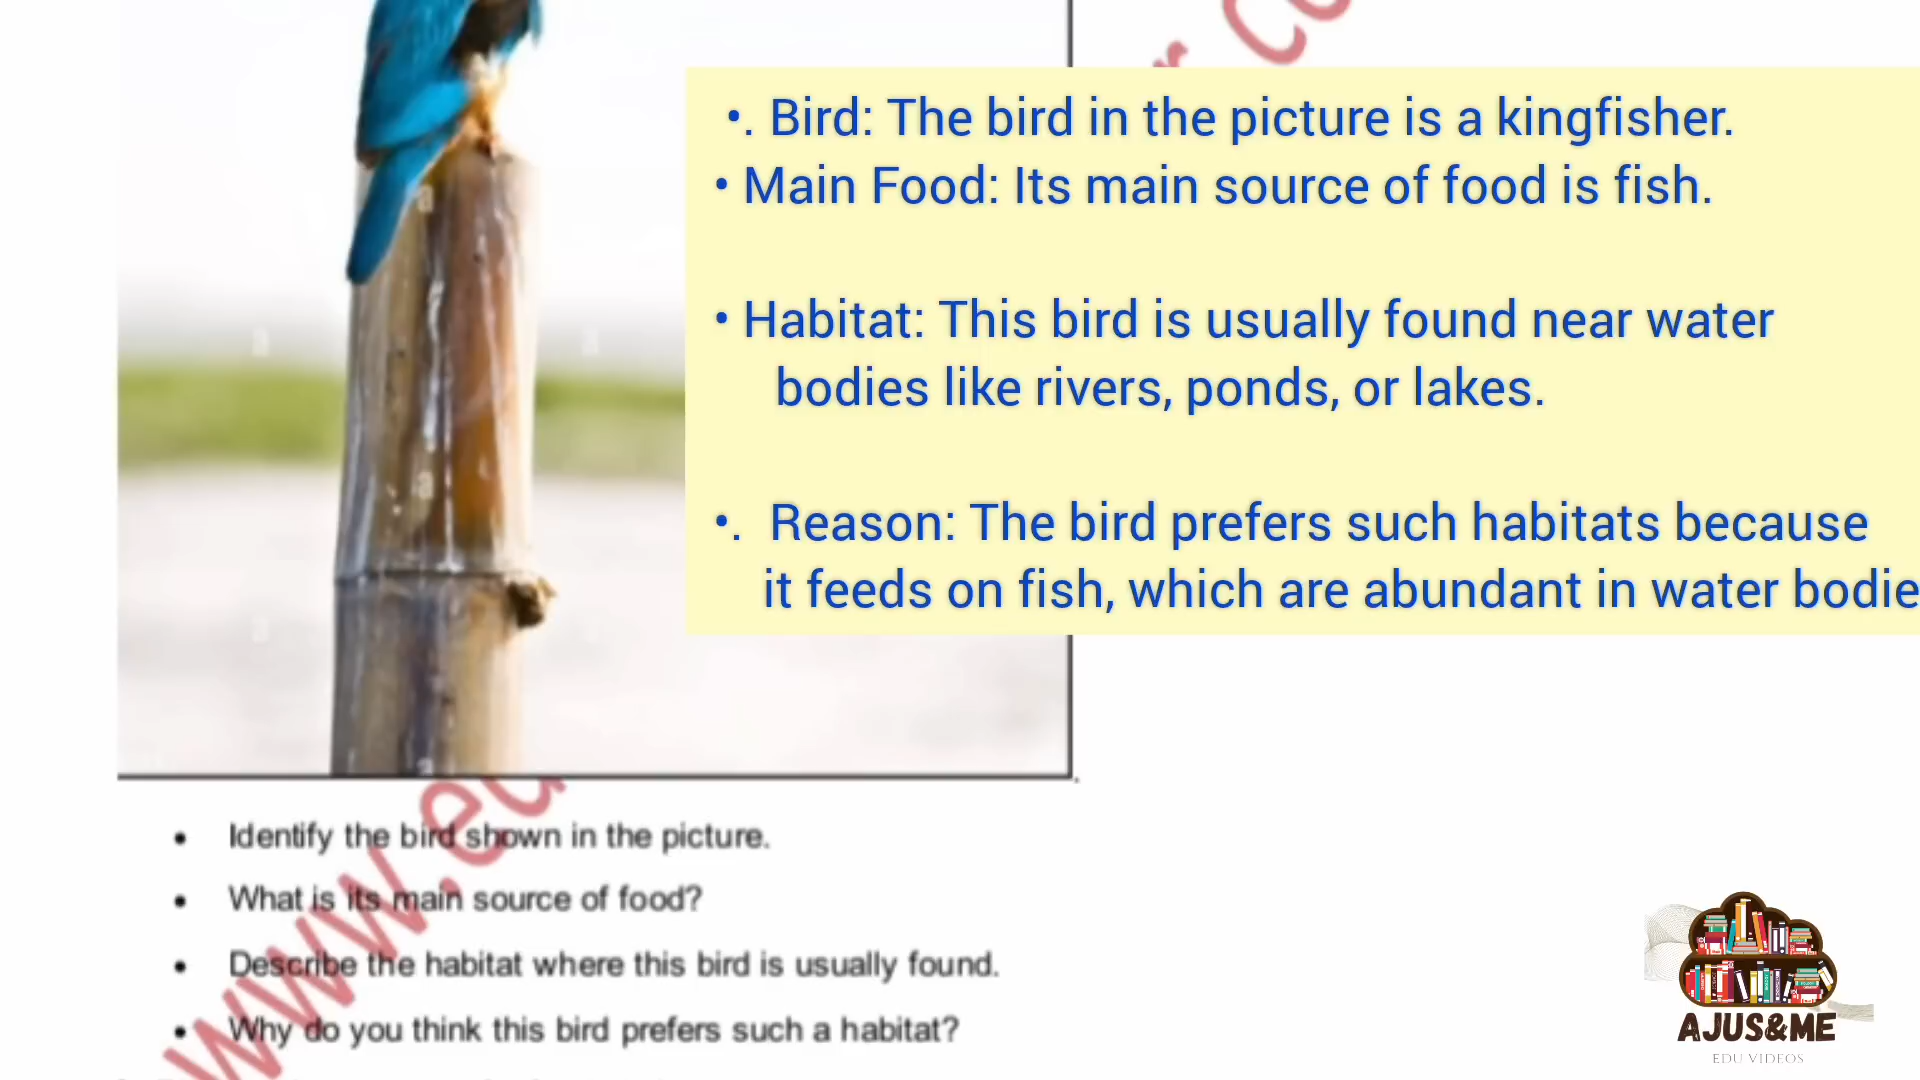 •. Bird: The bird in the picture is a kingfisher.
• Main Food: Its main source of food is fish.
• Habitat: This bird is usually found near water
bodies like rivers, ponds, or lakes.
•. Reason: The bird prefers such habitats because
it feeds on fish, which are abundant in water bodie
• Identify the bird shown in the picture.
• What is its main source of food?
• Describe the habitat where this bird is usually found.
• Why do you think this bird prefers such a habitat?
www.ed
AJUS&ME
EDU VIDEOS